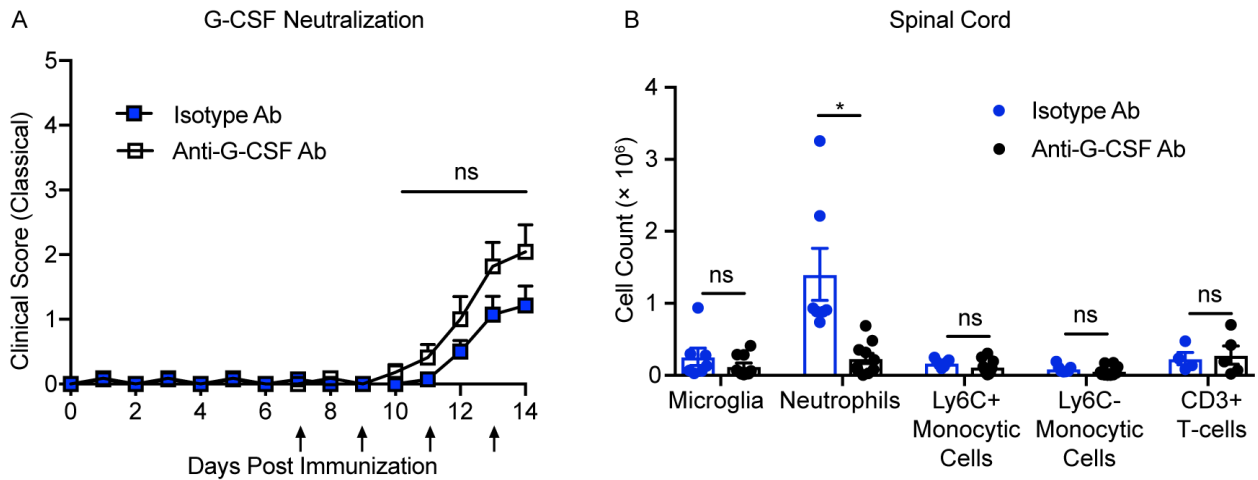 A
G-CSF Neutralization
Clinical Score (Classical)
5
4
3
2
1
0
Isotype Ab
Anti-G-CSF Ab
ns
0 2 4 6 8 10 12 14
Days Post Immunization
B
Spinal Cord
Cell Count (× 10⁶)
4
3
2
1
0
Isotype Ab
Anti-G-CSF Ab
ns
*
ns
ns
ns
Microglia
Neutrophils
Ly6C+
Monocytic
Cells
Ly6C-
Monocytic
Cells
CD3+
T-cells